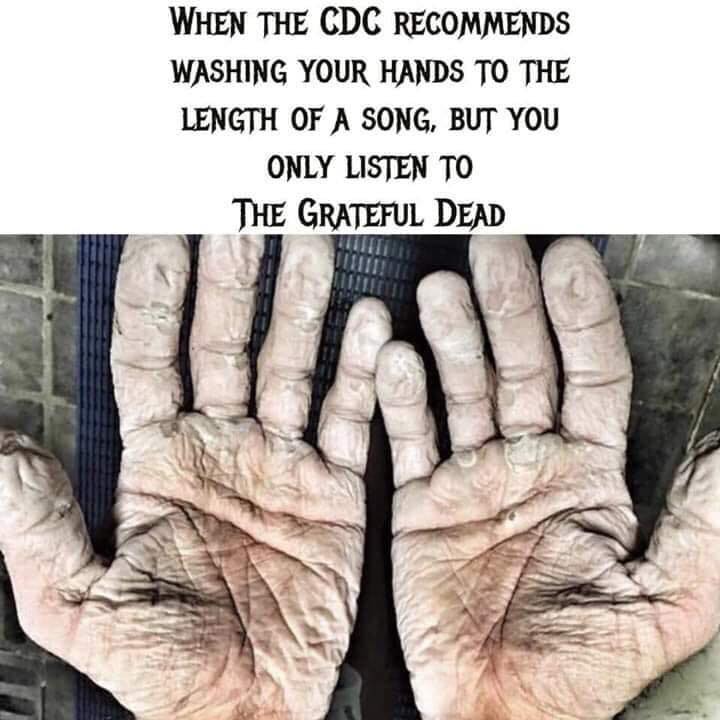 WHEN THE CDC RECOMMENDS
WASHING YOUR HANDS TO THE
LENGTH OF A SONG, BUT YOU
ONLY LISTEN TO
THE GRATEFUL DEAD